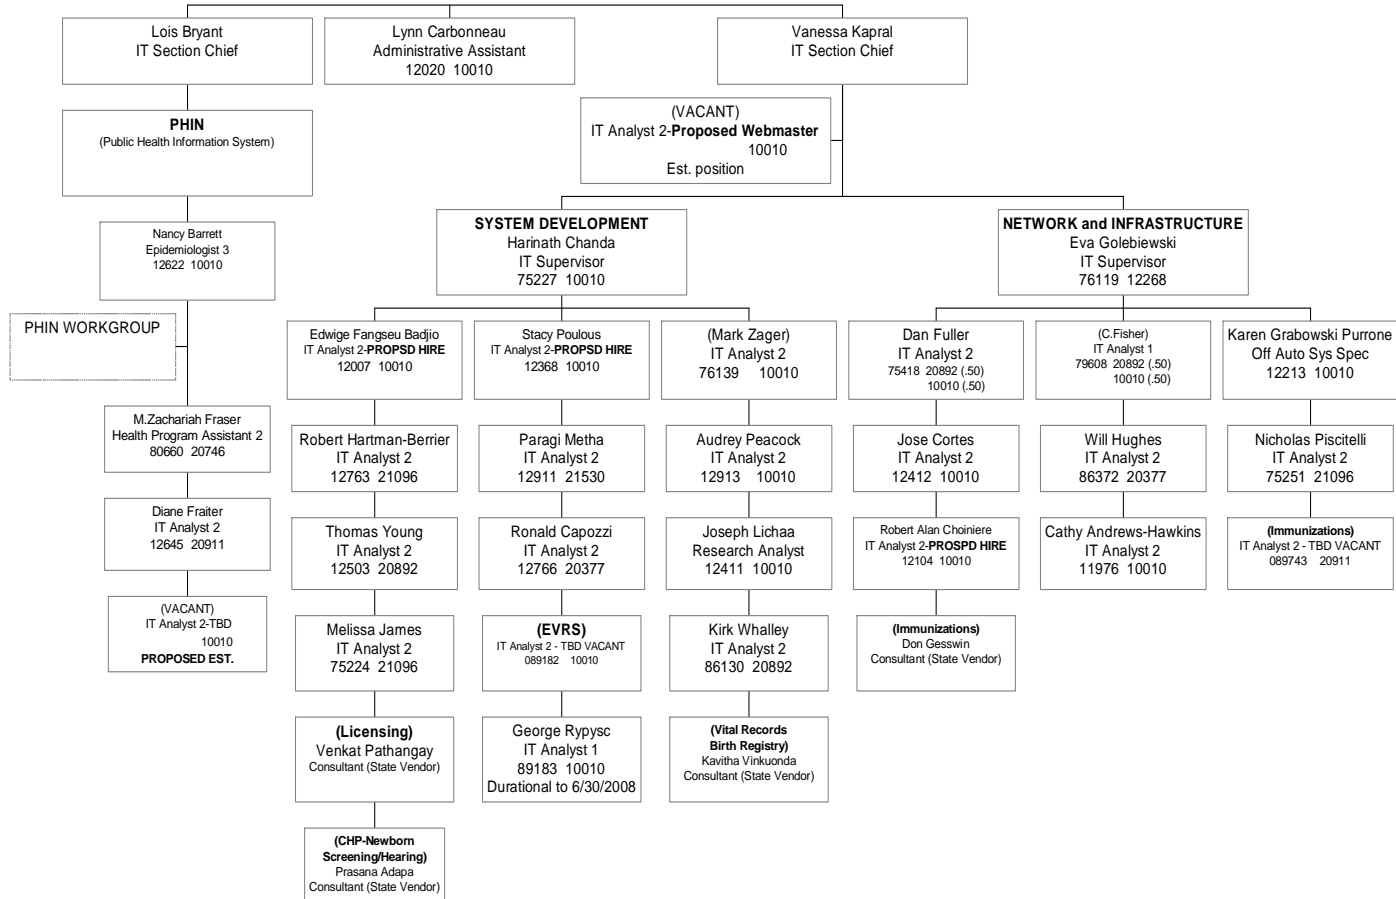 Lois Bryant
IT Section Chief
Lynn Carbonneau
Administrative Assistant
12020 10010
Vanessa Kapral
IT Section Chief
PHIN
(Public Health Information System)
(VACANT)
IT Analyst 2-Proposed Webmaster
10010
Est. position
Nancy Barrett
Epidemiologist 3
12622 10010
SYSTEM DEVELOPMENT
Harinath Chanda
IT Supervisor
75227 10010
NETWORK and INFRASTRUCTURE
Eva Golebiewski
IT Supervisor
76119 12268
PHIN WORKGROUP
Edwige Fangseu Badjio
IT Analyst 2-PROPSD HIRE
12007 10010
Stacy Poulous
IT Analyst 2-PROPSD HIRE
12368 10010
(Mark Zager)
IT Analyst 2
76139 10010
Dan Fuller
IT Analyst 2
75418 20892 (.50)
10010 (.50)
(C.Fisher)
IT Analyst 1
79608 20892 (.50)
10010 (.50)
Karen Grabowski Purrone
Off Auto Sys Spec
12213 10010
M.Zachariah Fraser
Health Program Assistant 2
80660 20746
Robert Hartman-Berrier
IT Analyst 2
12763 21096
Paragi Metha
IT Analyst 2
12911 21530
Audrey Peacock
IT Analyst 2
12913 10010
Jose Cortes
IT Analyst 2
12412 10010
Will Hughes
IT Analyst 2
86372 20377
Nicholas Piscitelli
IT Analyst 2
75251 21096
Diane Fraiter
IT Analyst 2
12645 20911
Thomas Young
IT Analyst 2
12503 20892
Ronald Capozzi
IT Analyst 2
12766 20377
Joseph Lichaa
Research Analyst
12411 10010
Robert Alan Choiniere
IT Analyst 2-PROSPD HIRE
12104 10010
Cathy Andrews-Hawkins
IT Analyst 2
11976 10010
(Immunizations)
IT Analyst 2 - TBD VACANT
089743 20911
(VACANT)
IT Analyst 2-TBD
10010
PROPOSED EST.
Melissa James
IT Analyst 2
75224 21096
(EVRS)
IT Analyst 2 - TBD VACANT
089182 10010
Kirk Whalley
IT Analyst 2
86130 20892
(Immunizations)
Don Gesswin
Consultant (State Vendor)
(Licensing)
Venkat Pathangay
Consultant (State Vendor)
George Rypysc
IT Analyst 1
89183 10010
Durational to 6/30/2008
(Vital Records
Birth Registry)
Kavitha Vinkuonda
Consultant (State Vendor)
(CHP-Newborn
Screening/Hearing)
Prasana Adapa
Consultant (State Vendor)